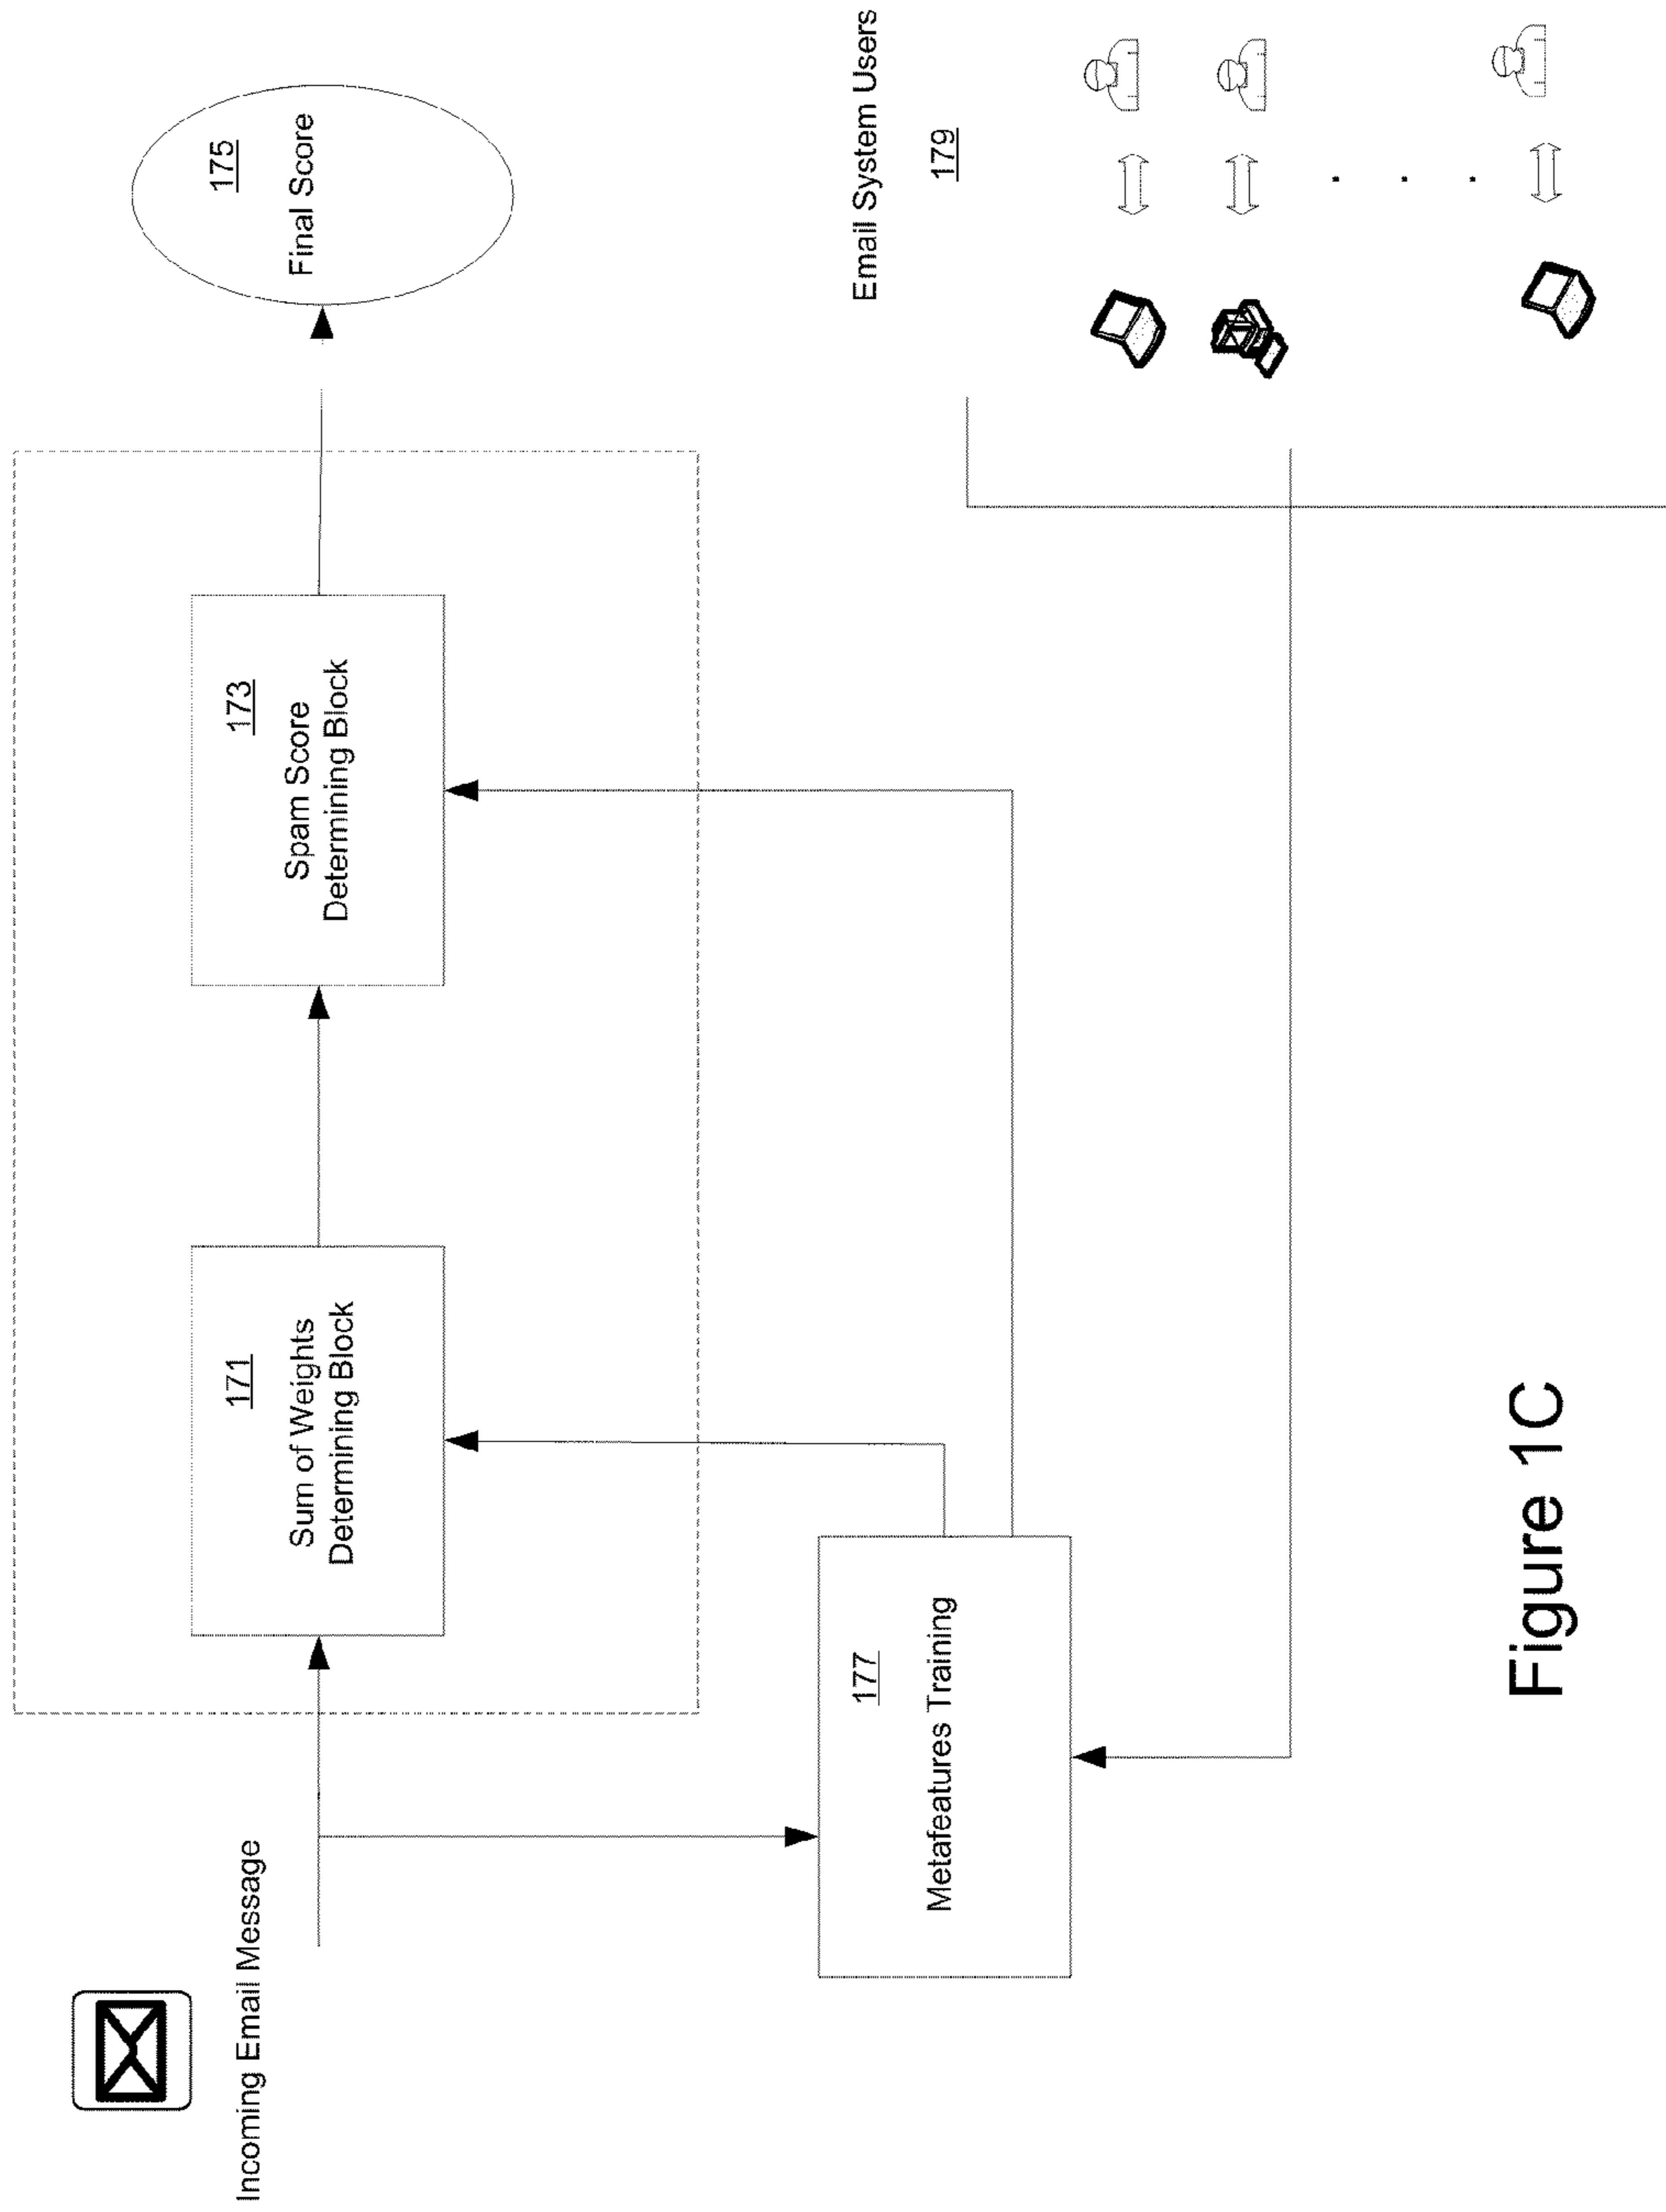 Incoming Email Message
171
Sum of Weights
Determining Block
173
Spam Score
Determining Block
175
Final Score
177
Metafeatures Training
Email System Users
179
. . .
Figure 1C